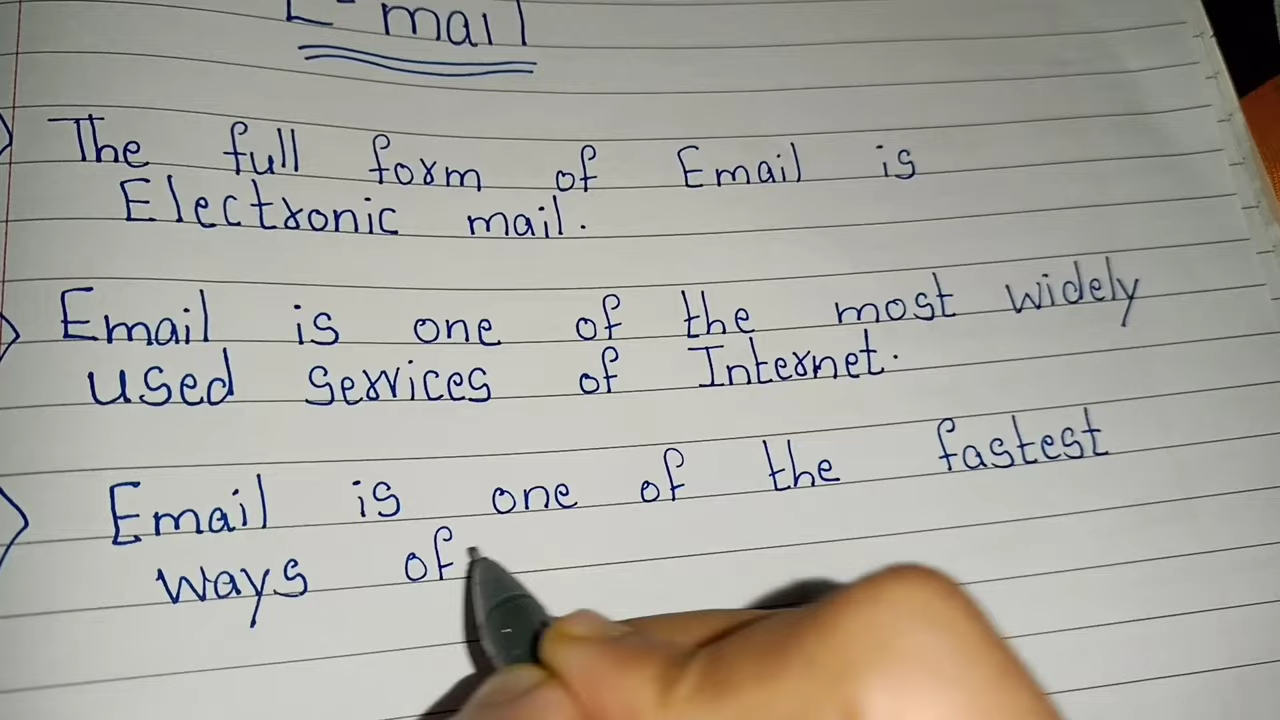 E-mail
The full form of Email is
Electronic mail.
Email is one of the most widely
used services of Internet.
Email is one of the fastest
ways of